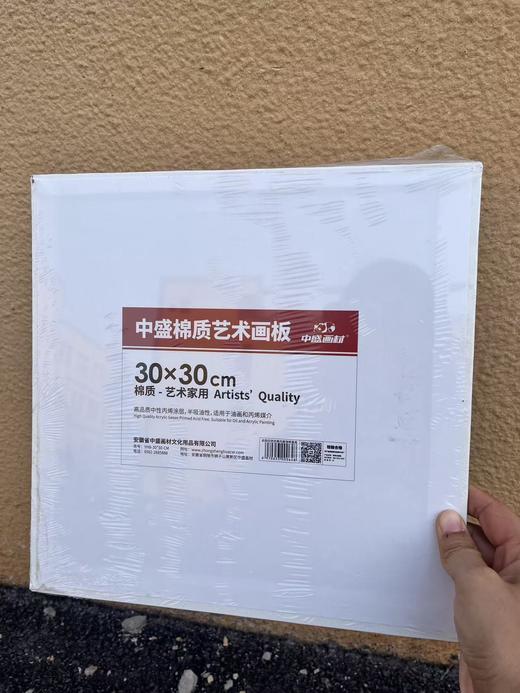 中盛棉质艺术画板
中盛画材
30×30cm
棉质 - 艺术家用 Artists' Quality
高品质中性丙烯涂层,半吸油性,适用于油画和丙烯媒介
High Quality Acrylic Gesso Primed Acid Free, Suitable for Oil and Acrylic Painting
安徽省中盛画材文化用品有限公司